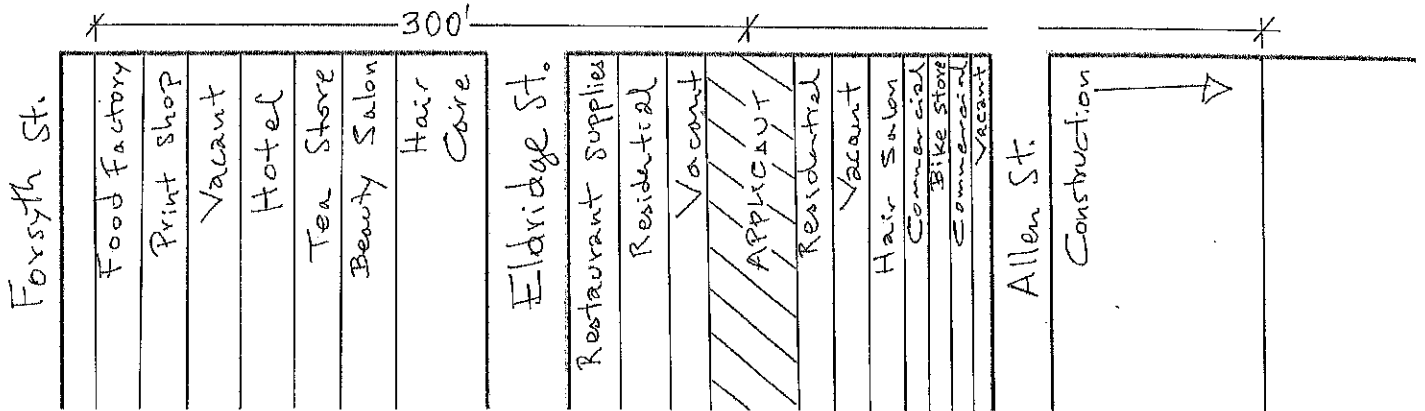 300'
Forsyth St.
Food Factory
Print Shop
Vacant
Hotel
Tea Store
Beauty Salon
Hair
Care
Eldridge St.
Restaurant Supplies
Residential
Vacant
APPLICANT
Residential
Vacant
Hair Salon
Commercial
Bike Store
Commercial
Vacant
Allen St.
Construction